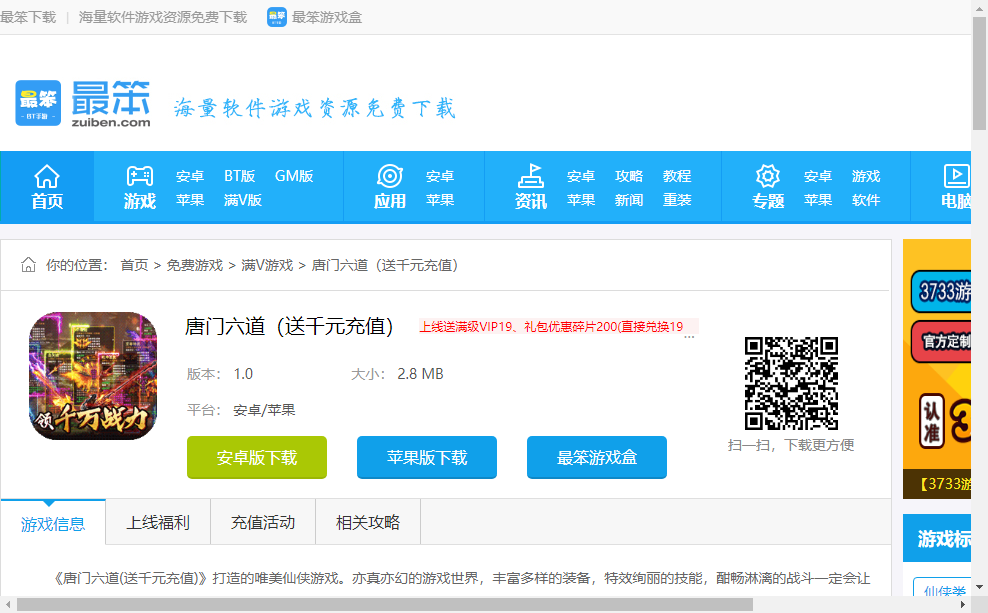 最笨下载 | 海量软件游戏资源免费下载 最笨 最笨游戏盒
最笨 - BT手游 - 最笨 zuiben.com 海量软件游戏资源免费下载
首页
游戏 安卓 BT版 GM版
苹果 满V版
应用 安卓
苹果
资讯 安卓 攻略 教程
苹果 新闻 重装
专题 安卓 游戏
苹果 软件
电脑
你的位置： 首页 > 免费游戏 > 满V游戏 > 唐门六道（送千元充值）
领千万战力
唐门六道（送千元充值） 上线送满级VIP19、礼包优惠碎片200(直接兑换19...
版本： 1.0 大小： 2.8 MB
平台： 安卓/苹果
安卓版下载 苹果版下载 最笨游戏盒
扫一扫，下载更方便
3733游
官方定制
认准 3
【3733游
游戏信息 上线福利 充值活动 相关攻略
游戏标
仙侠类
《唐门六道(送千元充值)》打造的唯美仙侠游戏。亦真亦幻的游戏世界，丰富多样的装备，特效绚丽的技能，酣畅淋漓的战斗一定会让